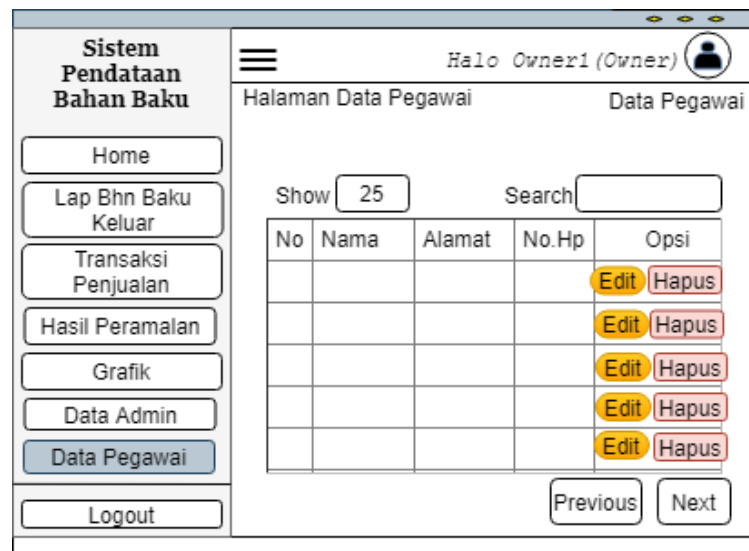 Sistem
Pendataan
Bahan Baku
Home
Lap Bhn Baku
Keluar
Transaksi
Penjualan
Hasil Peramalan
Grafik
Data Admin
Data Pegawai
Logout
Halo Owner1(Owner)
Halaman Data Pegawai Data Pegawai
Show 25 Search
No Nama Alamat No.Hp Opsi
Edit Hapus
Edit Hapus
Edit Hapus
Edit Hapus
Edit Hapus
Previous Next